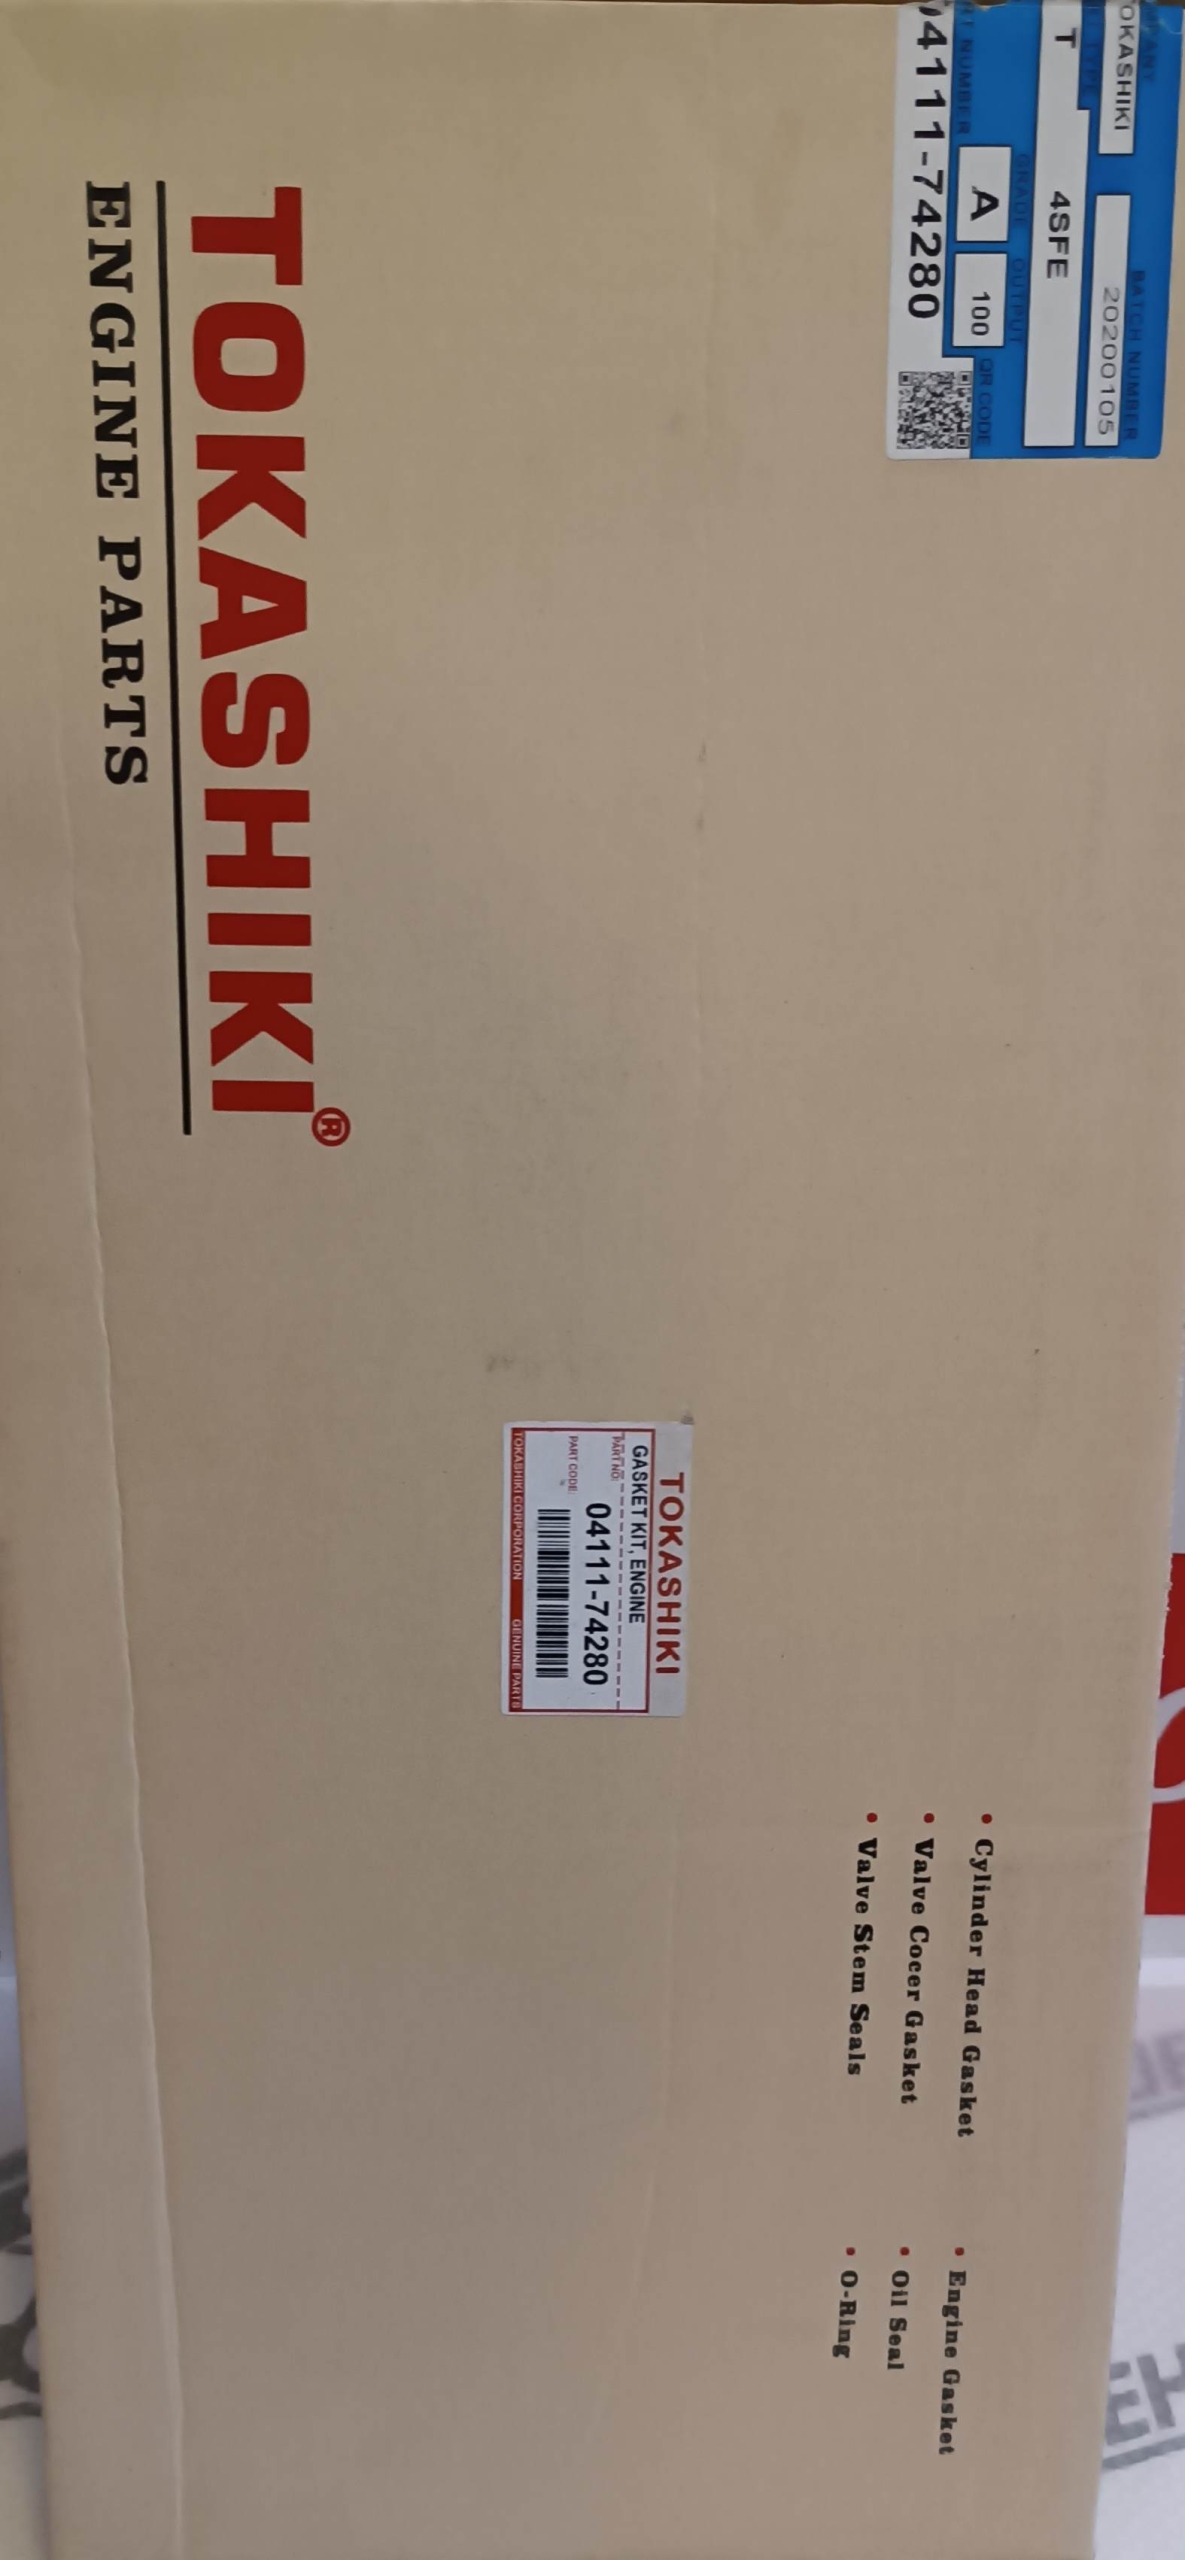 OKASHIKI
BATCH NUMBER
20200105
T 4SFE
GRADE OUTPUT
NUMBER A 100 QR CODE
04111-74280
TOKASHIKI®
ENGINE PARTS
TOKASHIKI
GASKET KIT, ENGINE
PART NO:
04111-74280
PART CODE:
TOKASHIKI CORPORATION GENUINE PARTS
• Cylinder Head Gasket
• Valve Cocer Gasket
• Valve Stem Seals
• Engine Gasket
• Oil Seal
• O-Ring